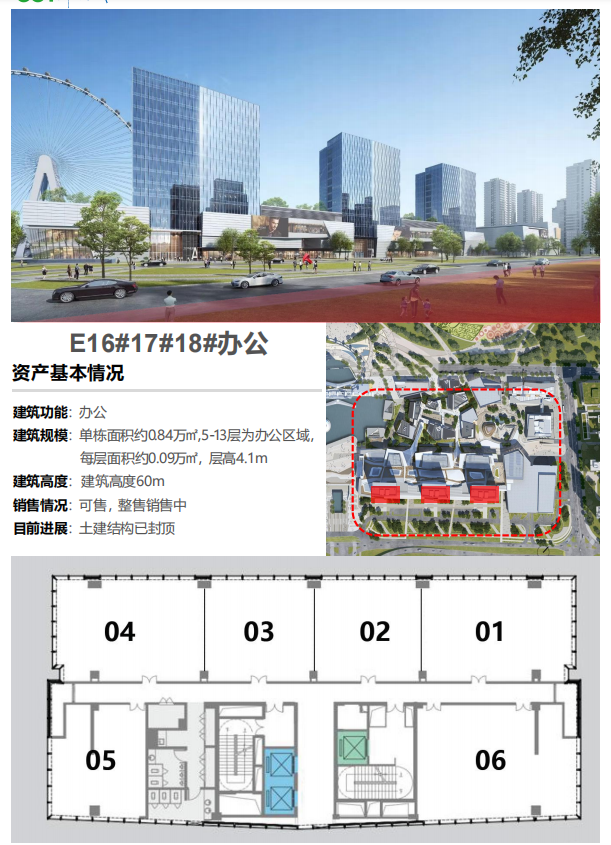 E16#17#18#办公
资产基本情况
建筑功能: 办公
建筑规模: 单栋面积约0.84万㎡,5-13层为办公区域,
每层面积约0.09万㎡, 层高4.1m
建筑高度: 建筑高度60m
销售情况: 可售, 整售销售中
目前进展: 土建结构已封顶
04
03
02
01
05
06